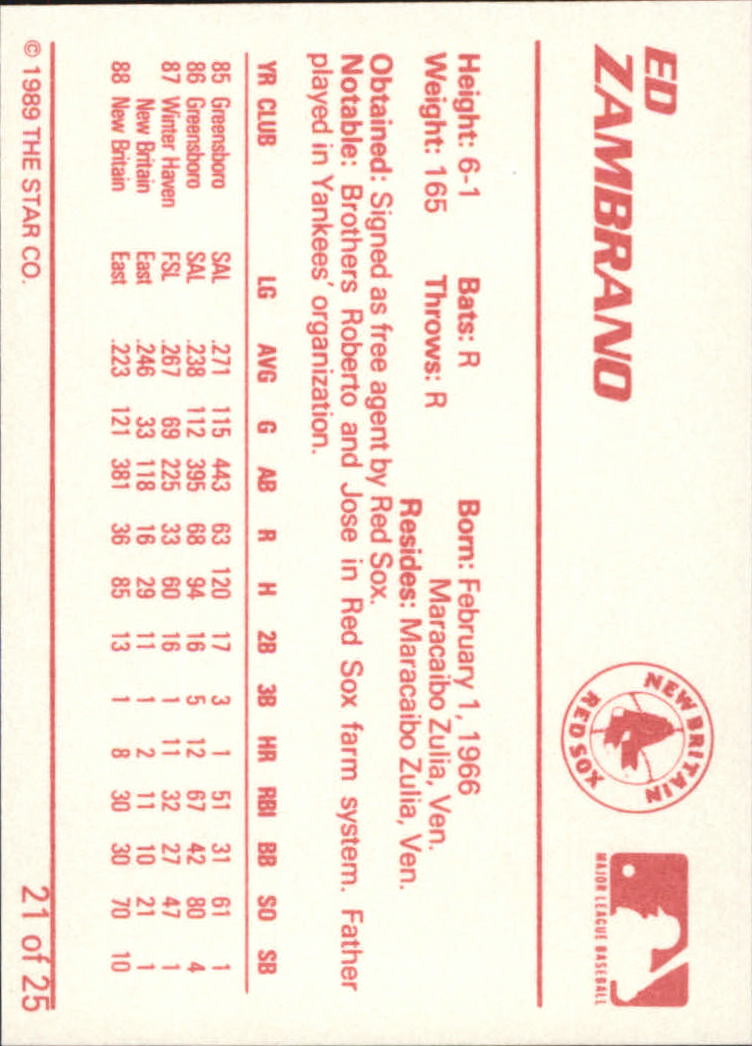 ED
ZAMBRANO
NEW BRITAIN
RED SOX
MAJOR LEAGUE BASEBALL
Height: 6-1 Bats: R Born: February 1, 1966
Weight: 165 Throws: R Maracaibo Zulia, Ven.
Resides: Maracaibo Zulia, Ven.
Obtained: Signed as free agent by Red Sox.
Notable: Brothers Roberto and Jose in Red Sox farm system. Father
played in Yankees' organization.
YR CLUB LG AVG G AB R H 2B 3B HR RBI BB SO SB
85 Greensboro SAL .271 115 443 63 120 17 3 1 51 31 61 1
86 Greensboro SAL .238 112 395 68 94 16 5 12 67 42 80 4
87 Winter Haven FSL .267 69 225 33 60 16 1 11 32 27 47 1
New Britain East .246 33 118 16 29 11 1 2 11 10 21 1
88 New Britain East .223 121 381 36 85 13 1 8 30 30 70 10
© 1989 THE STAR CO. 21 of 25